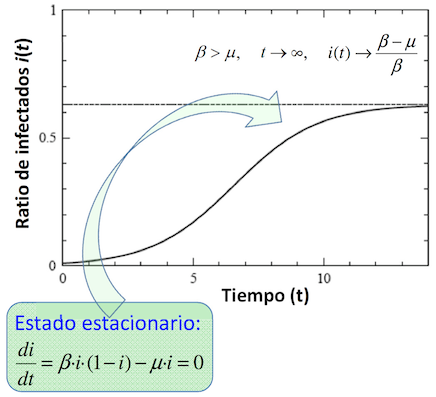 1
β > μ, t → ∞, i(t) → (β − μ)/β
Ratio de infectados i(t)
0.5
0
0 5 10
Tiempo (t)
Estado estacionario:
di/dt = β·i·(1−i) − μ·i = 0